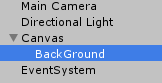 Main Camera
Directional Light
Canvas
BackGround
EventSystem